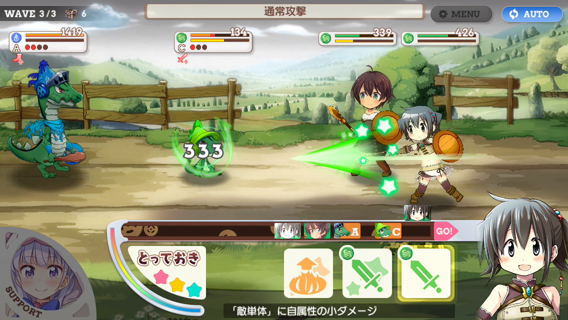 WAVE 3/3 6
通常攻撃
MENU
AUTO
1419
A
134
C
339
426
333
A
C
GO!
とっておき
SUPPORT
「敵単体」に自属性の小ダメージ